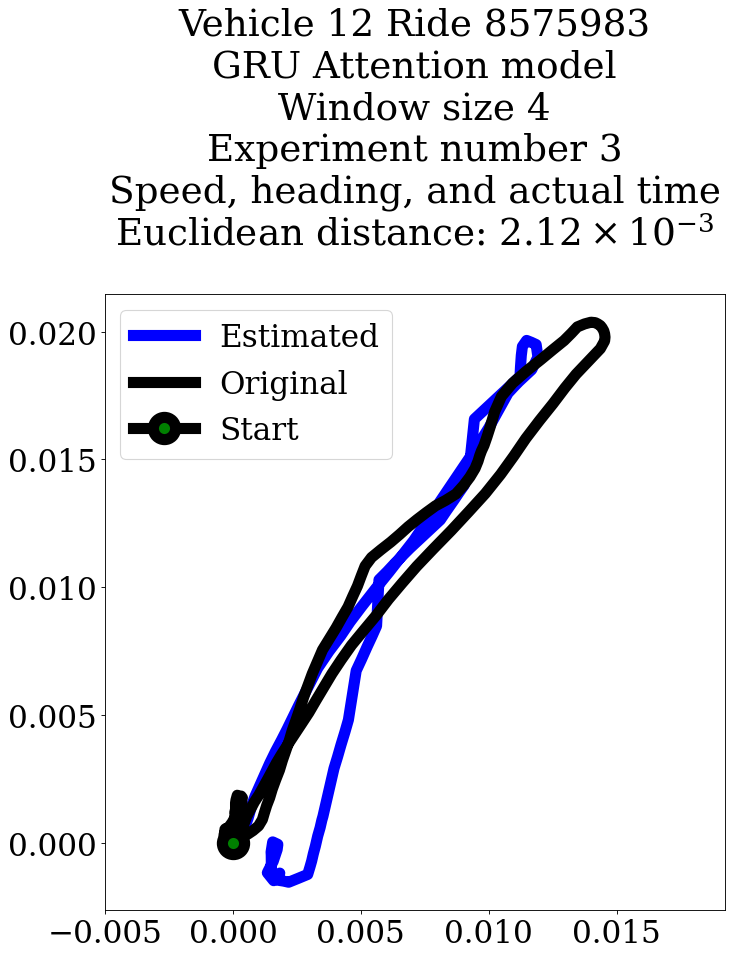 Vehicle 12 Ride 8575983
GRU Attention model
Window size 4
Experiment number 3
Speed, heading, and actual time
Euclidean distance: 2.12 × 10⁻³
Estimated
Original
Start
0.020
0.015
0.010
0.005
0.000
−0.005 0.000 0.005 0.010 0.015